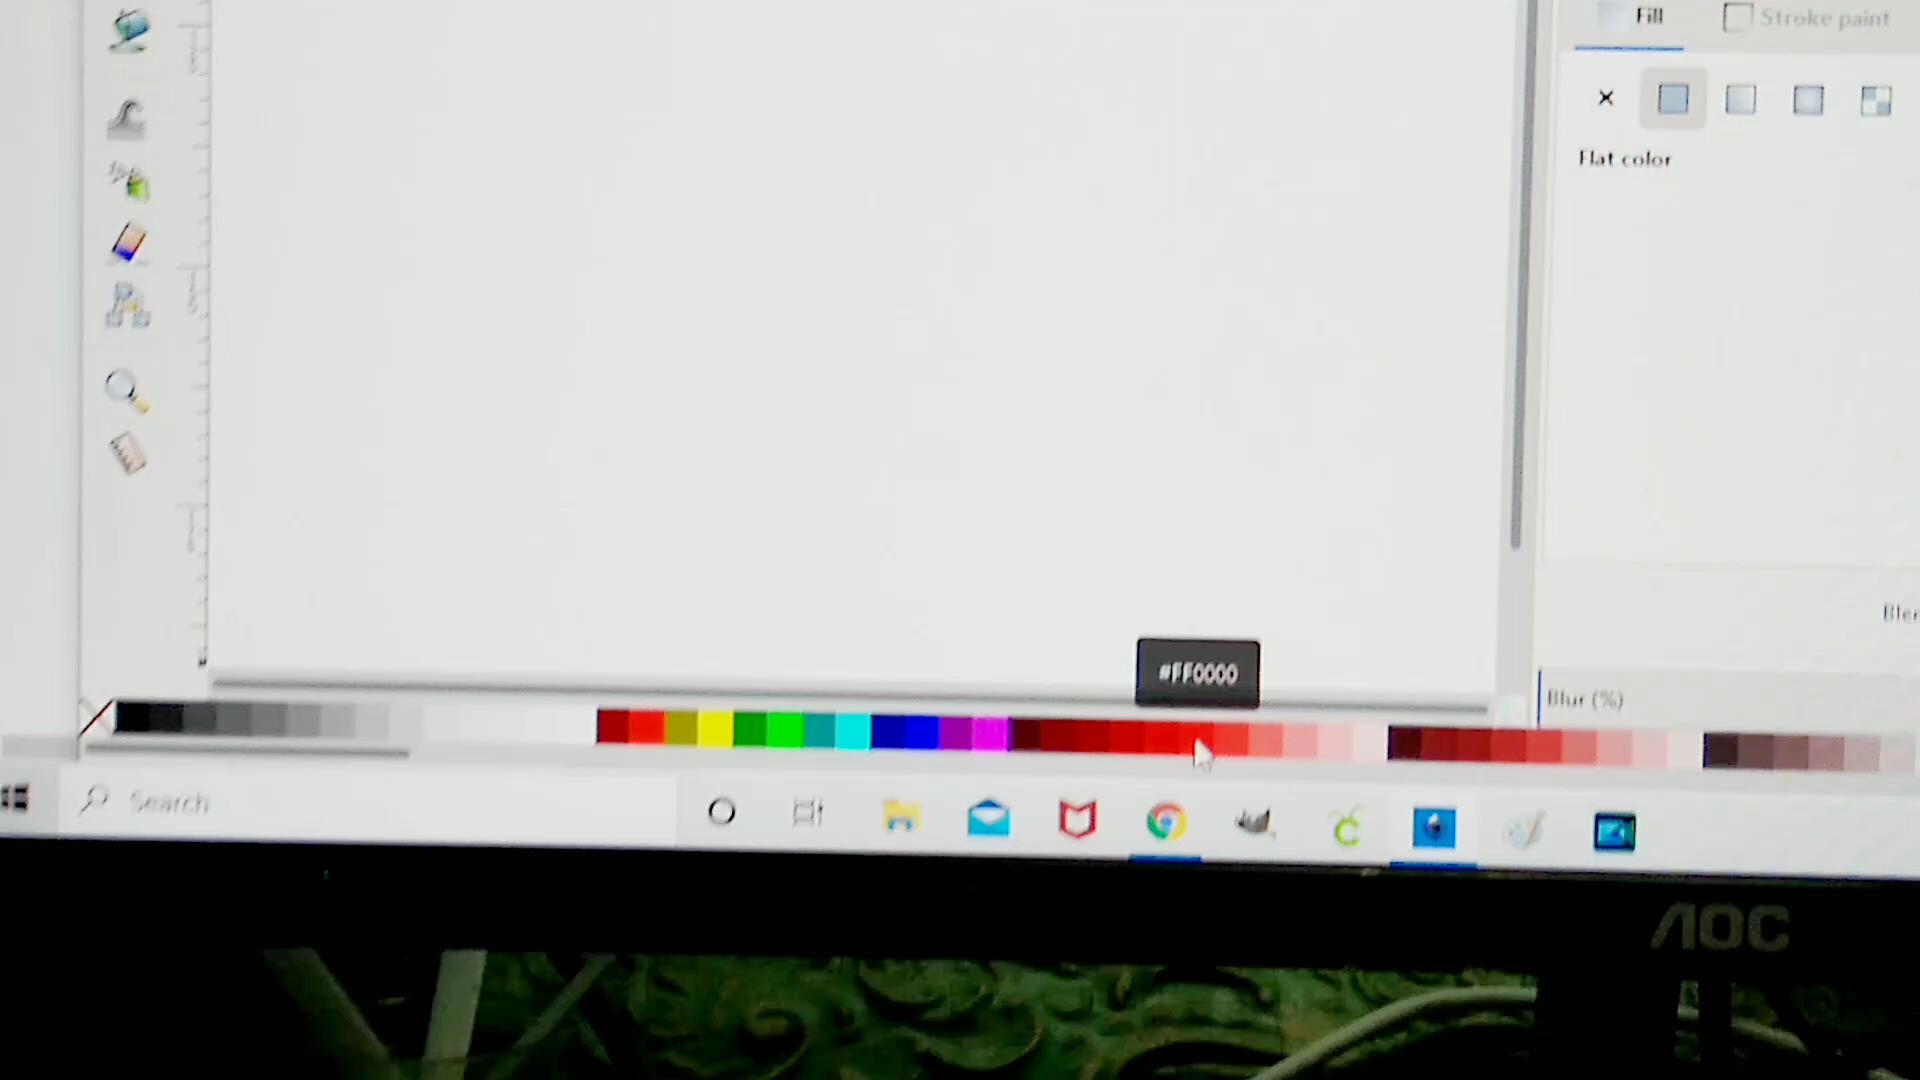 Fill
Stroke paint
Flat color
Blur (%)
#FF0000
Search
AOC